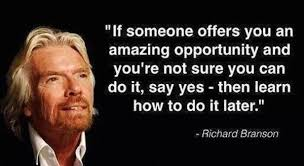 "If someone offers you an
amazing opportunity and
you're not sure you can
do it, say yes - then learn
how to do it later."
- Richard Branson